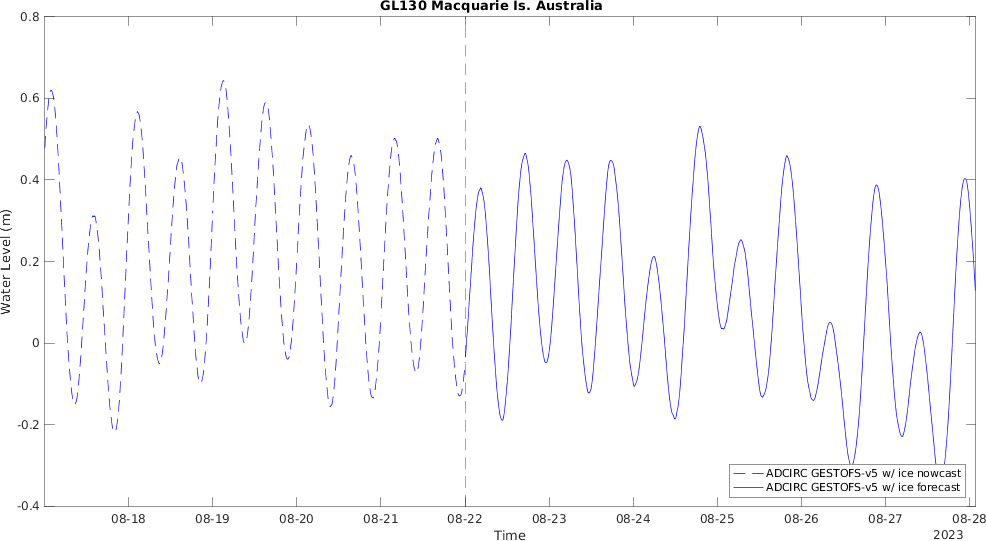 GL130 Macquarie Is. Australia
Water Level (m)
0.8
0.6
0.4
0.2
0
-0.2
-0.4
ADCIRC GESTOFS-v5 w/ ice nowcast
ADCIRC GESTOFS-v5 w/ ice forecast
08-18 08-19 08-20 08-21 08-22 08-23 08-24 08-25 08-26 08-27 08-28
Time
2023